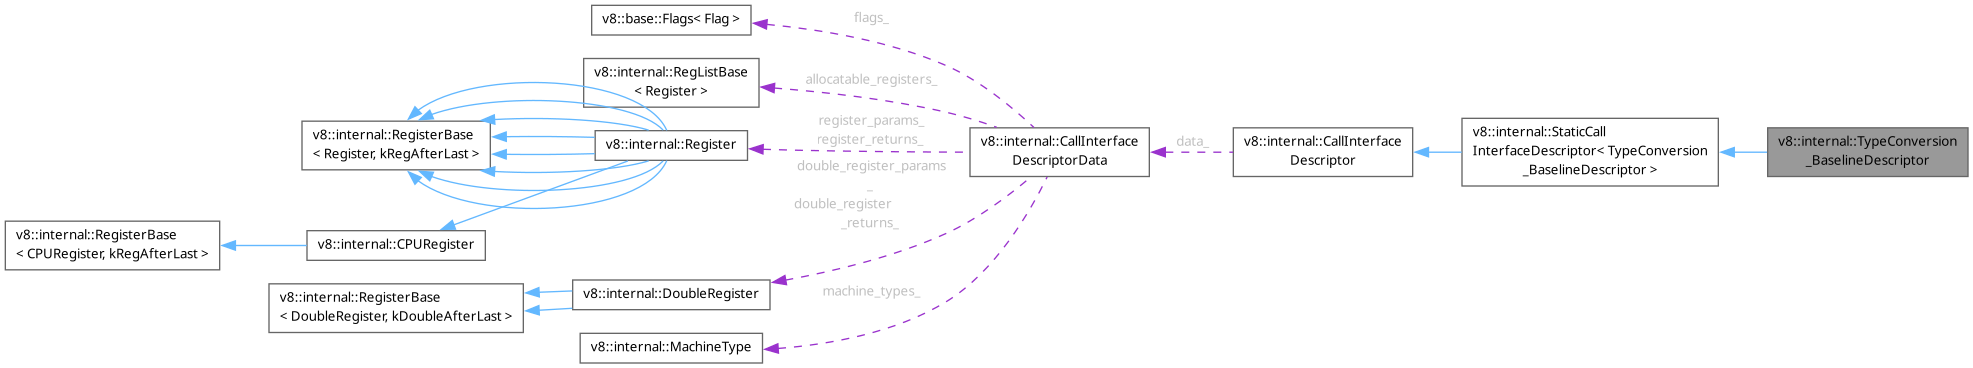 v8::base::Flags< Flag >
flags_
v8::internal::RegListBase
< Register >
allocatable_registers_
v8::internal::RegisterBase
< Register, kRegAfterLast >
v8::internal::Register
register_params_
register_returns_
v8::internal::CallInterface
DescriptorData
data_
v8::internal::CallInterface
Descriptor
v8::internal::StaticCall
InterfaceDescriptor< TypeConversion
_BaselineDescriptor >
v8::internal::TypeConversion
_BaselineDescriptor
double_register_params
_
double_register
_returns_
v8::internal::RegisterBase
< CPURegister, kRegAfterLast >
v8::internal::CPURegister
v8::internal::RegisterBase
< DoubleRegister, kDoubleAfterLast >
v8::internal::DoubleRegister
machine_types_
v8::internal::MachineType